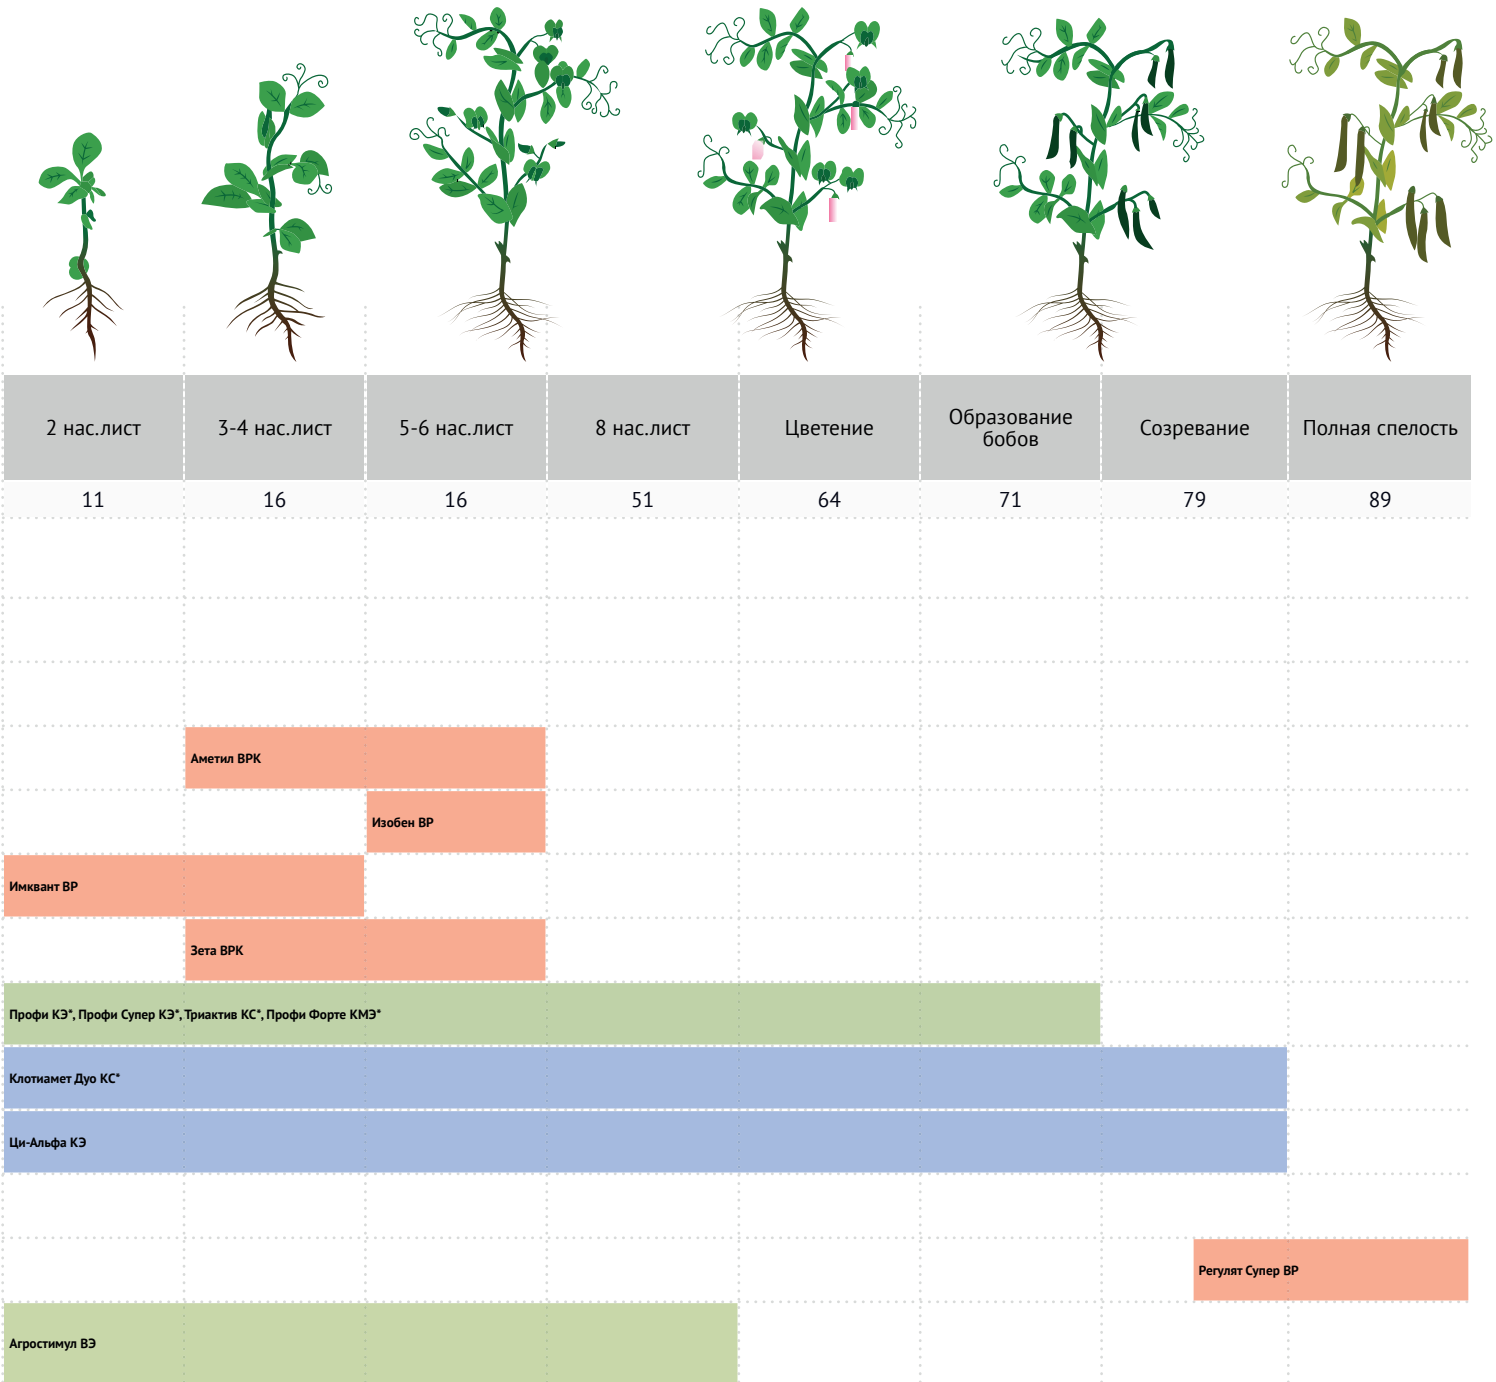 2 нас.лист
3-4 нас.лист
5-6 нас.лист
8 нас.лист
Цветение
Образование
бобов
Созревание
Полная спелость
11
16
16
51
64
71
79
89
Аметил ВРК
Изобен ВР
Имквант ВР
Зета ВРК
Профи КЭ*, Профи Супер КЭ*, Триактив КС*, Профи Форте КМЭ*
Клотиамет Дуо КС*
Ци-Альфа КЭ
Регулят Супер ВР
Агростимул ВЭ